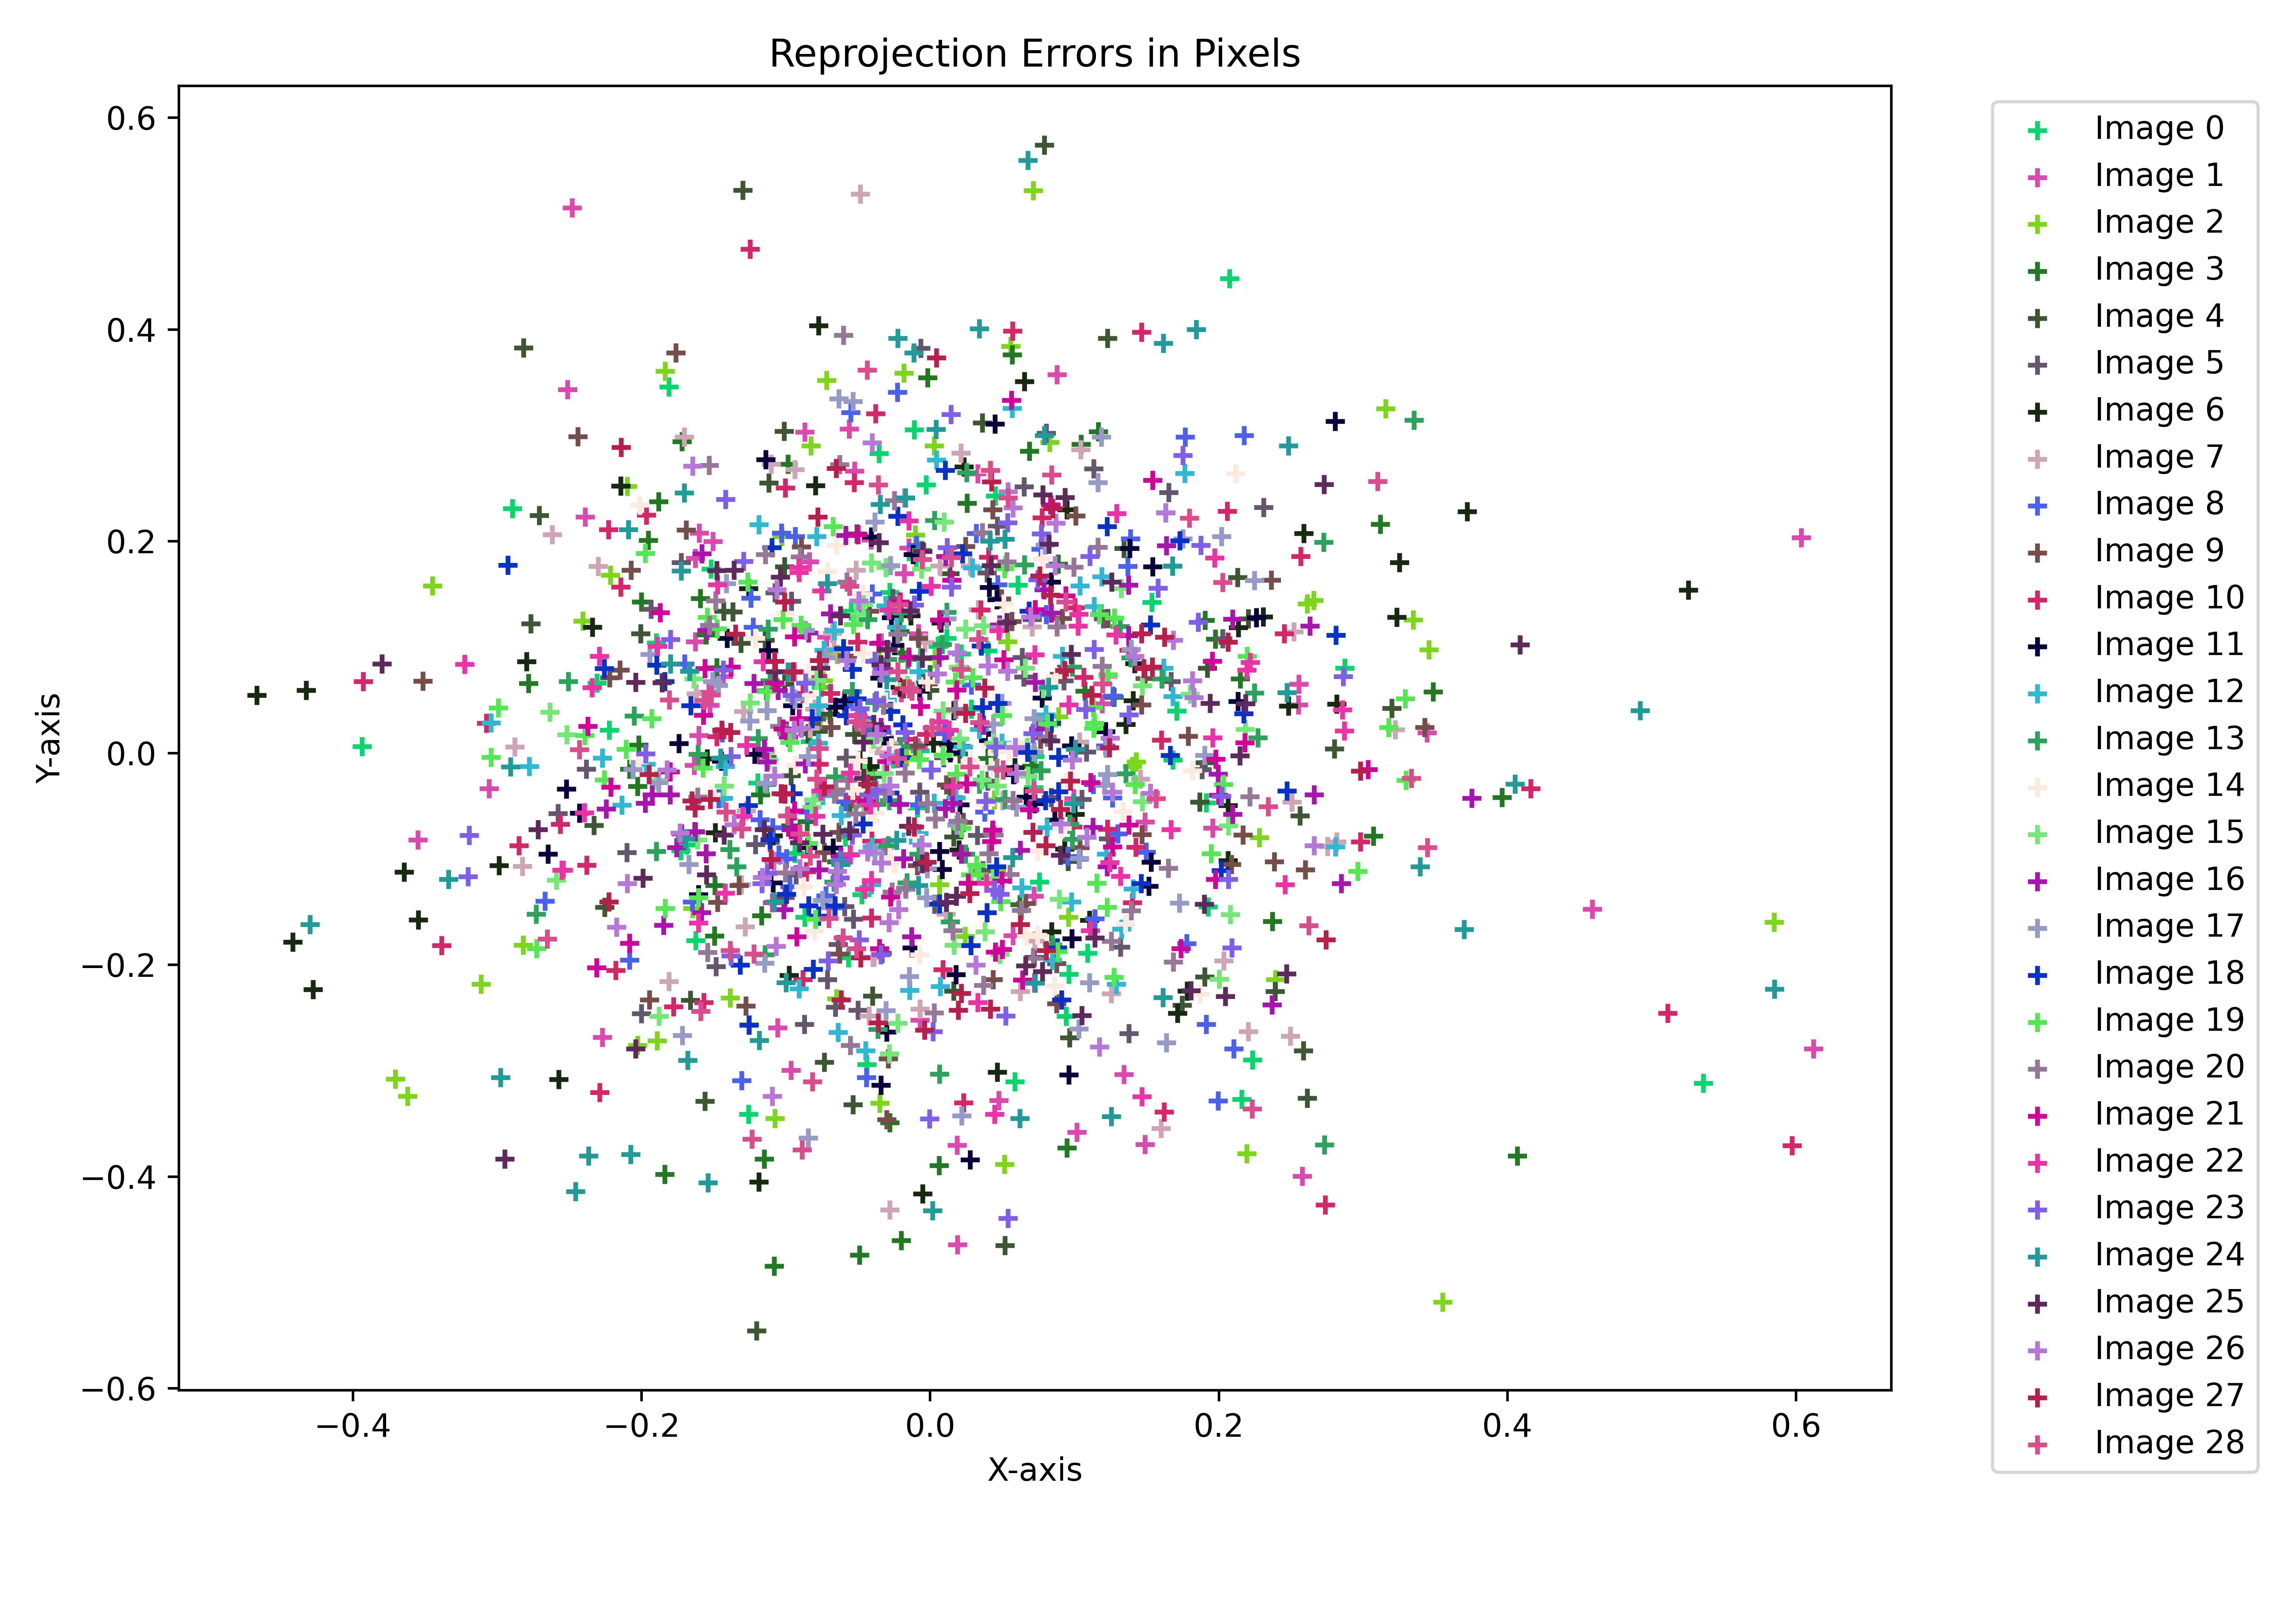 Reprojection Errors in Pixels
0.6
0.4
0.2
0.0
−0.2
−0.4
−0.6
Y-axis
−0.4
−0.2
0.0
0.2
0.4
0.6
X-axis
Image 0
Image 1
Image 2
Image 3
Image 4
Image 5
Image 6
Image 7
Image 8
Image 9
Image 10
Image 11
Image 12
Image 13
Image 14
Image 15
Image 16
Image 17
Image 18
Image 19
Image 20
Image 21
Image 22
Image 23
Image 24
Image 25
Image 26
Image 27
Image 28